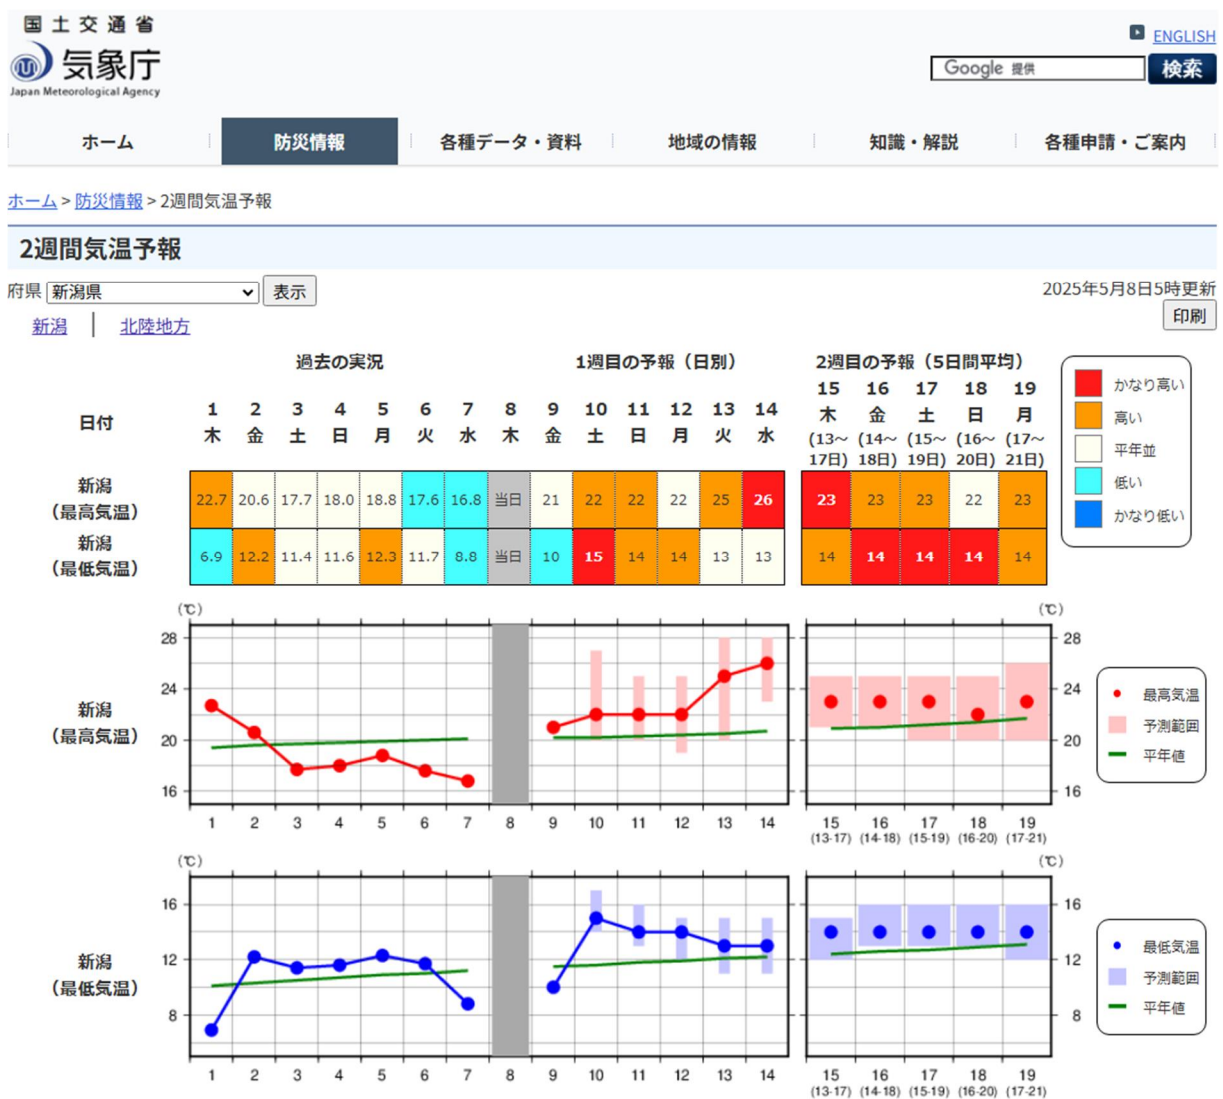 国土交通省
気象庁
Japan Meteorological Agency
ENGLISH
Google 提供
検索
ホーム
防災情報
各種データ・資料
地域の情報
知識・解説
各種申請・ご案内
ホーム > 防災情報 > 2週間気温予報
2週間気温予報
府県 新潟県 表示
2025年5月8日5時更新
印刷
新潟 | 北陸地方
過去の実況 1週目の予報（日別） 2週目の予報（5日間平均）
日付
1 2 3 4 5 6 7 8 9 10 11 12 13 14 15 16 17 18 19
木 金 土 日 月 火 水 木 金 土 日 月 火 水 木 金 土 日 月
(13～ (14～ (15～ (16～ (17～
17日) 18日) 19日) 20日) 21日)
新潟
（最高気温）
22.7 20.6 17.7 18.0 18.8 17.6 16.8 当日 21 22 22 22 25 26 23 23 23 22 23
新潟
（最低気温）
6.9 12.2 11.4 11.6 12.3 11.7 8.8 当日 10 15 14 14 13 13 14 14 14 14 14
かなり高い
高い
平年並
低い
かなり低い
(℃) (℃)
28 28
24 24
20 20
16 16
新潟
（最高気温）
1 2 3 4 5 6 7 8 9 10 11 12 13 14 15 16 17 18 19
(13-17) (14-18) (15-19) (16-20) (17-21)
最高気温
予測範囲
平年値
(℃) (℃)
16 16
12 12
8 8
新潟
（最低気温）
1 2 3 4 5 6 7 8 9 10 11 12 13 14 15 16 17 18 19
(13-17) (14-18) (15-19) (16-20) (17-21)
最低気温
予測範囲
平年値